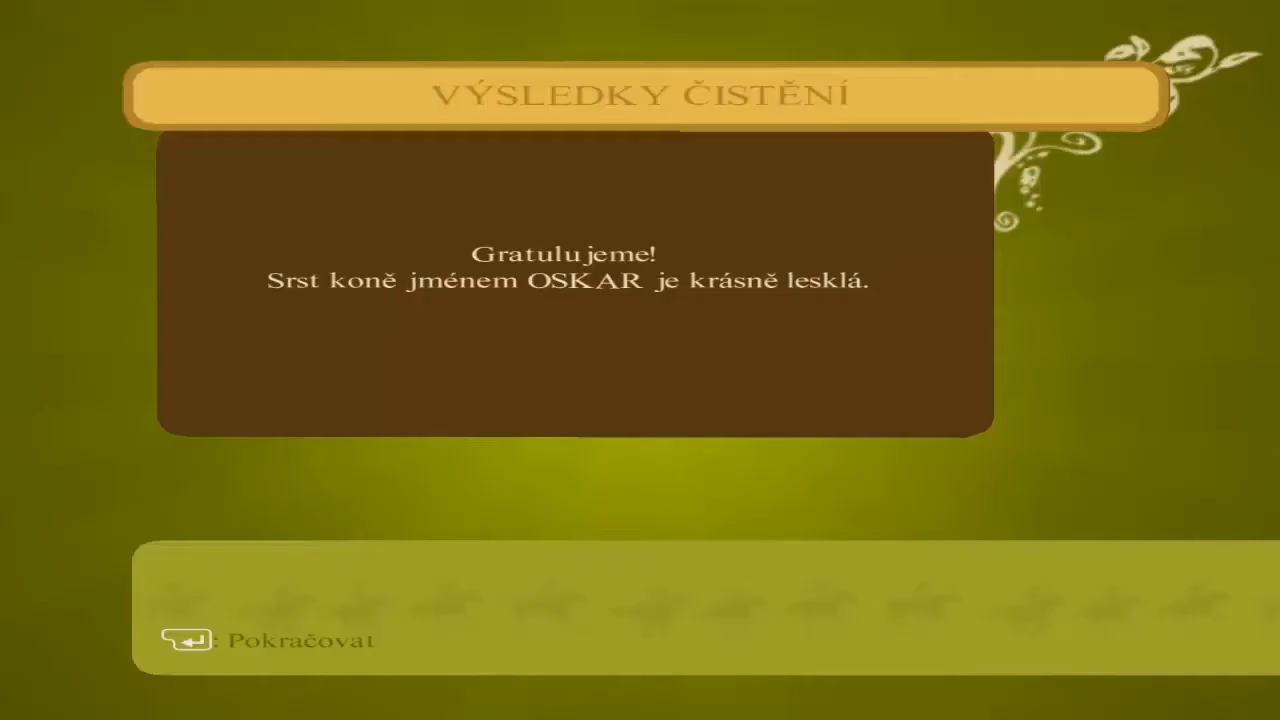 VÝSLEDKY ČISTĚNÍ
Gratulujeme!
Srst koně jménem OSKAR je krásně lesklá.
: Pokračovat